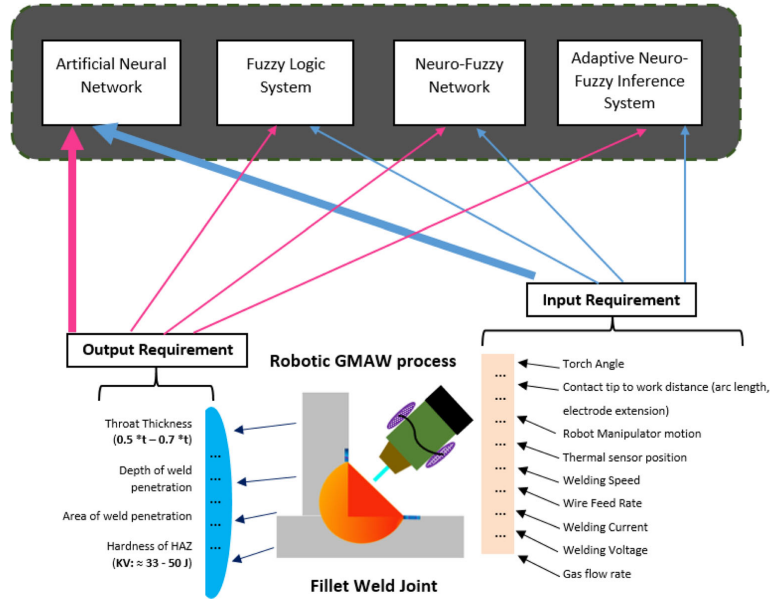 Artificial Neural
Network
Fuzzy Logic
System
Neuro-Fuzzy
Network
Adaptive Neuro-
Fuzzy Inference
System
Input Requirement
Output Requirement
Robotic GMAW process
Throat Thickness
(0.5 *t – 0.7 *t)
...
Depth of weld
penetration
...
Area of weld penetration
...
Hardness of HAZ
(KV: ≈ 33 - 50 J)
...
...
...
...
...
...
...
...
...
Torch Angle
Contact tip to work distance (arc length,
electrode extension)
Robot Manipulator motion
Thermal sensor position
Welding Speed
Wire Feed Rate
Welding Current
Welding Voltage
Gas flow rate
Fillet Weld Joint